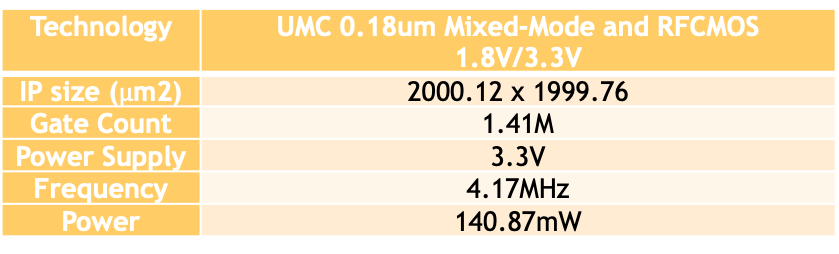 Technology UMC 0.18um Mixed-Mode and RFCMOS
1.8V/3.3V
IP size (μm2) 2000.12 x 1999.76
Gate Count 1.41M
Power Supply 3.3V
Frequency 4.17MHz
Power 140.87mW